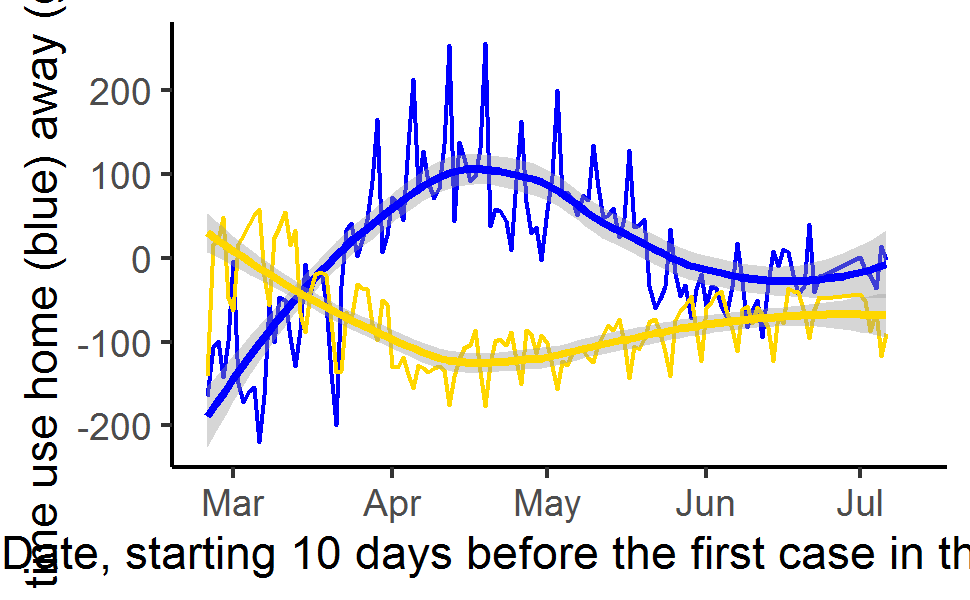 time use home (blue) away (g
200
100
0
-100
-200
Mar Apr May Jun Jul
Date, starting 10 days before the first case in th